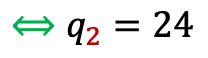 ⇔ q₂ = 24